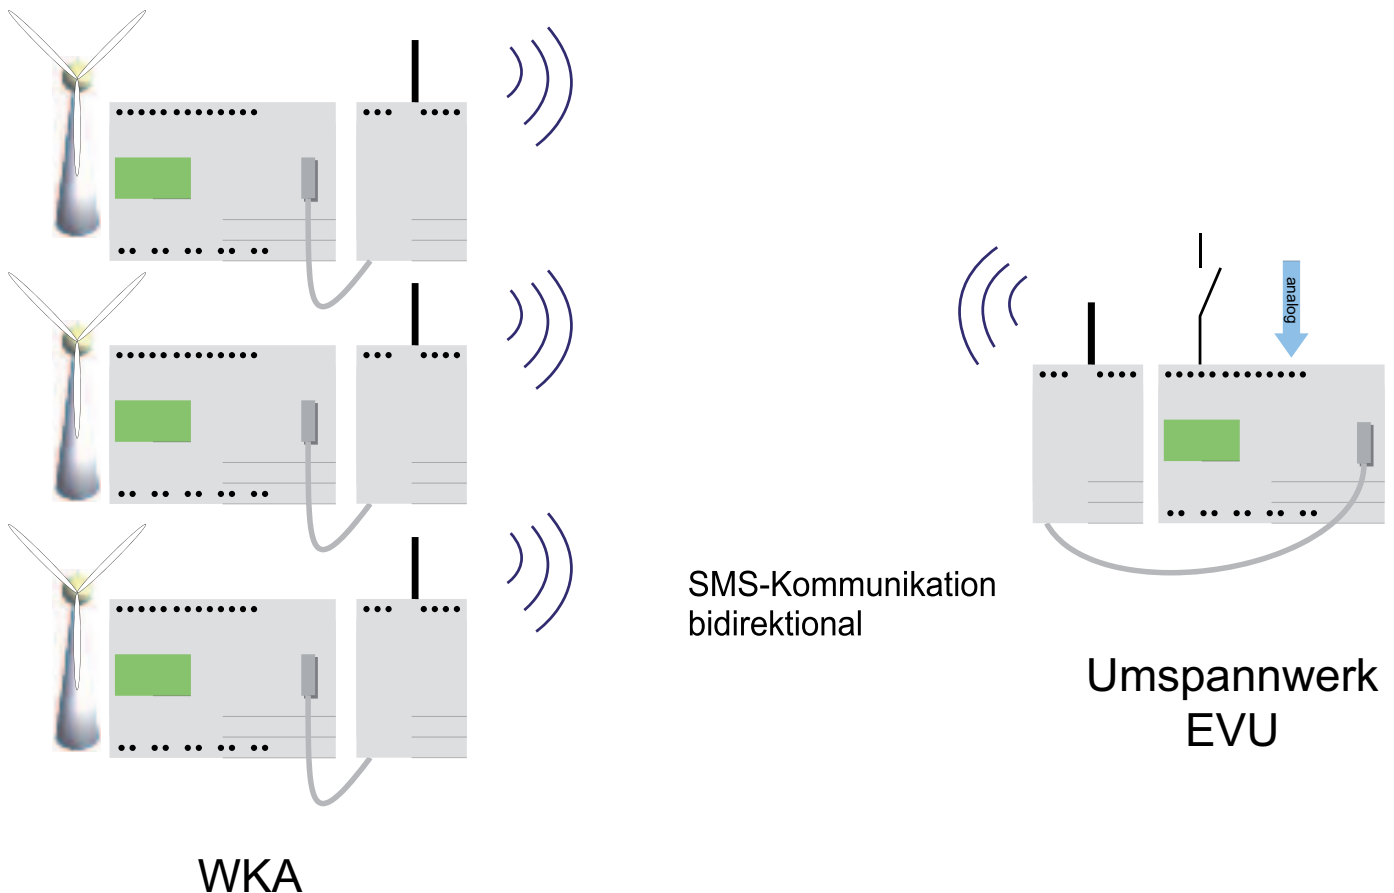 analog
SMS-Kommunikation
bidirektional
Umspannwerk
EVU
WKA